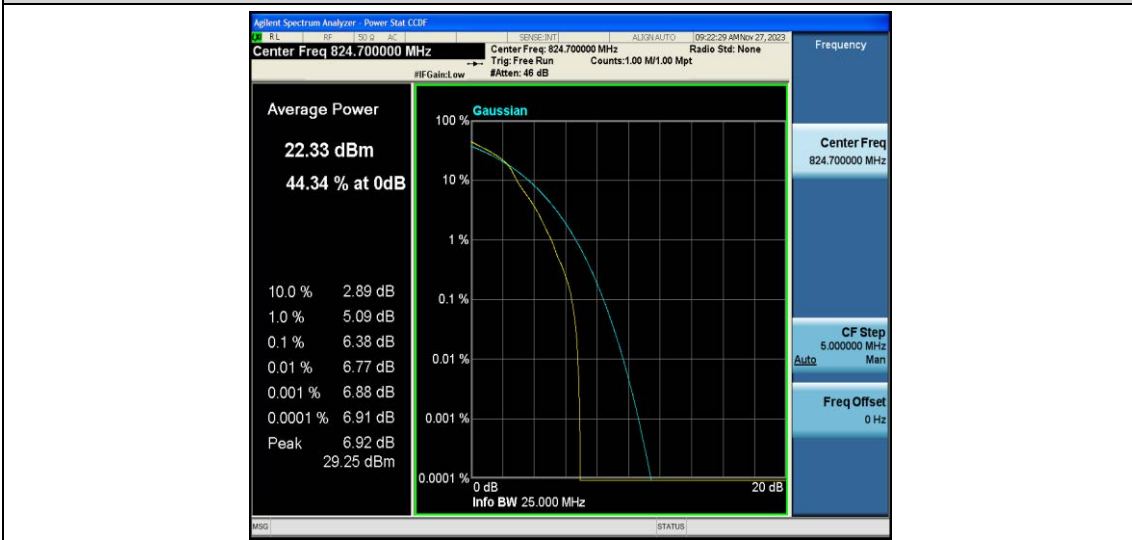 Agilent Spectrum Analyzer - Power Stat CCDF
LXI RL RF 50 Ω AC SENSE:INT ALIGNAUTO 09:22:29 AM Nov 27, 2023
Center Freq 824.700000 MHz
Center Freq: 824.700000 MHz Radio Std: None
Trig: Free Run Counts:1.00 M/1.00 Mpt
#IFGain:Low #Atten: 46 dB
Frequency
Average Power
22.33 dBm
44.34 % at 0dB
10.0 % 2.89 dB
1.0 % 5.09 dB
0.1 % 6.38 dB
0.01 % 6.77 dB
0.001 % 6.88 dB
0.0001 % 6.91 dB
Peak 6.92 dB
29.25 dBm
Gaussian
100 %
10 %
1 %
0.1 %
0.01 %
0.001 %
0.0001 %
0 dB 20 dB
Info BW 25.000 MHz
Center Freq
824.700000 MHz
CF Step
5.000000 MHz
Auto Man
Freq Offset
0 Hz
MSG STATUS